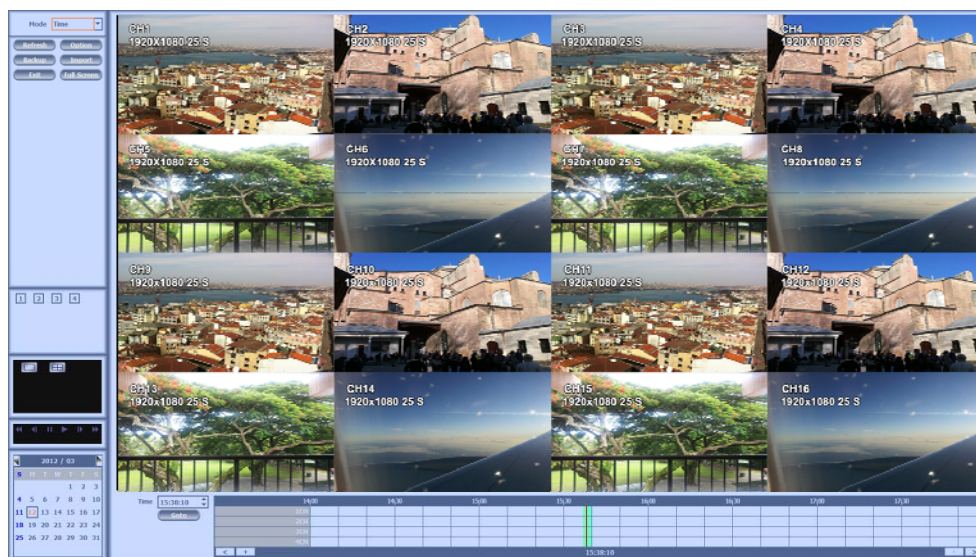 Mode Time
Refresh Option
Backup Import
Exit Full Screen
CH1
1920X1080 25 S
CH2
1920X1080 25 S
CH3
1920X1080 25 S
CH4
1920X1080 25 S
CH5
1920X1080 25 S
CH6
1920X1080 25 S
CH7
1920x1080 25 S
CH8
1920x1080 25 S
CH9
1920x1080 25 S
CH10
1920x1080 25 S
CH11
1920x1080 25 S
CH12
1920x1080 25 S
CH13
1920x1080 25 S
CH14
1920x1080 25 S
CH15
1920x1080 25 S
CH16
1920x1080 25 S
1 2 3 4
2012 / 03
S M T W T F S
1 2 3
4 5 6 7 8 9 10
11 12 13 14 15 16 17
18 19 20 21 22 23 24
25 26 27 28 29 30 31
Time 15:38:10
Goto
14;00 14;30 15;00 15;30 16;00 16;30 17;00 17;30
1CH
2CH
3CH
4CH
< + 15:38:10